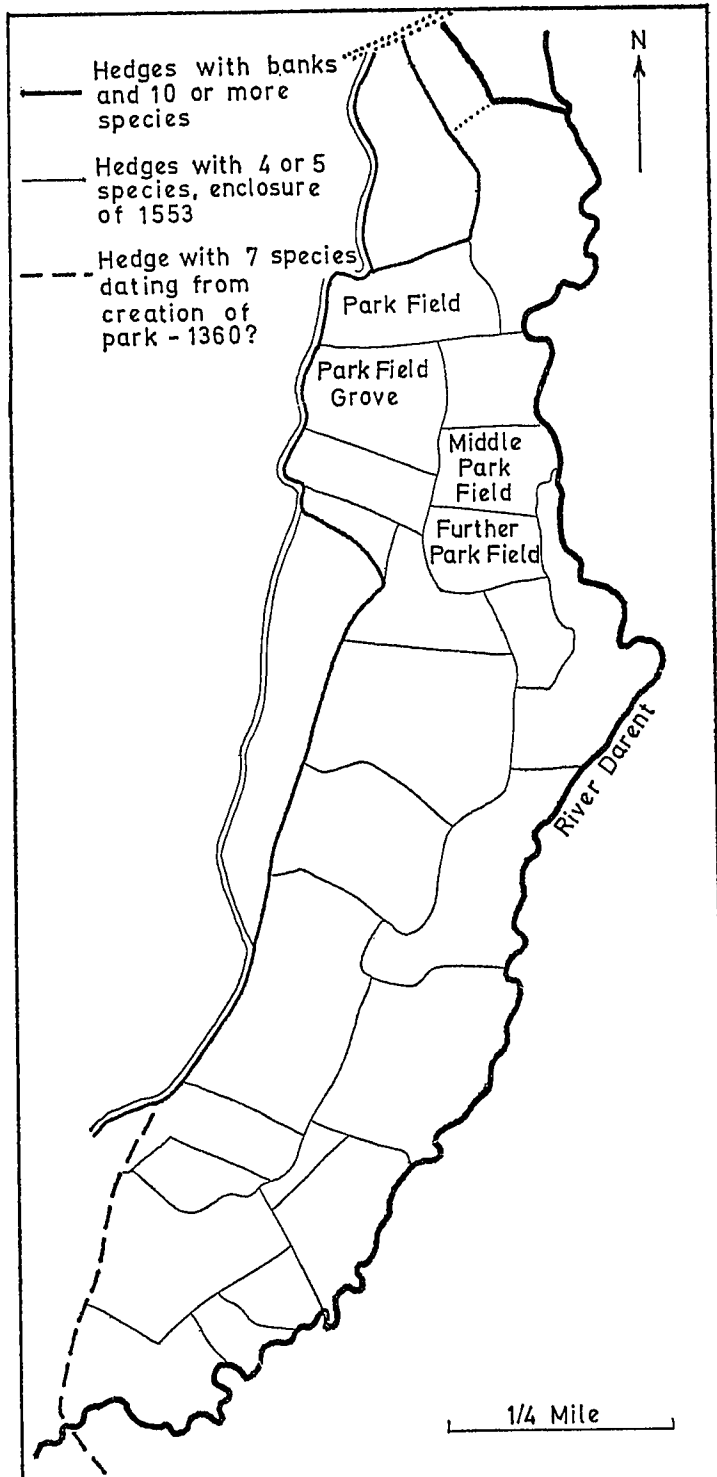 Hedges with banks
and 10 or more
species
Hedges with 4 or 5
species, enclosure
of 1553
Hedge with 7 species
dating from
creation of
park - 1360?
N
Park Field
Park Field
Grove
Middle
Park
Field
Further
Park Field
River Darent
1/4 Mile